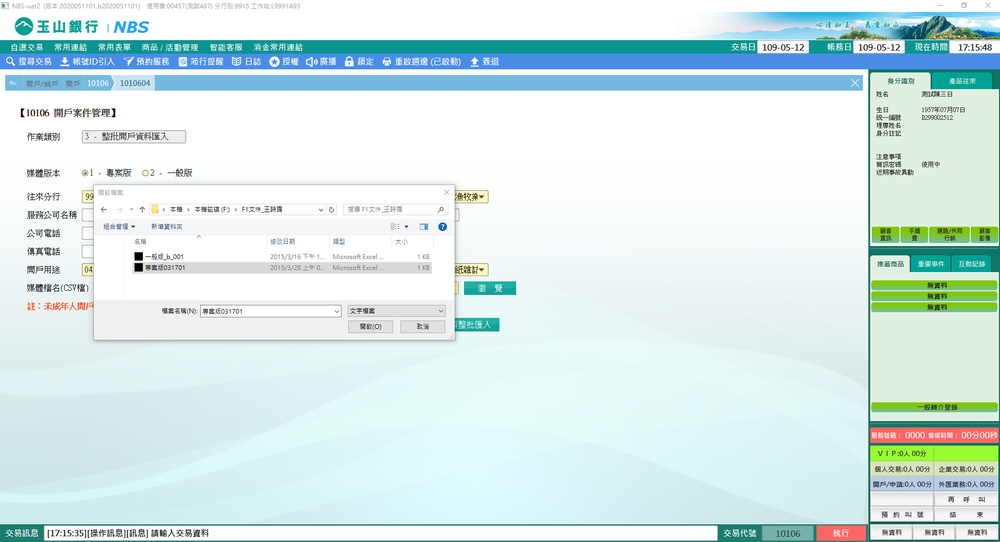 NBS-uat2 (版本:2020051101.b2020051101) 使用者:00457(測試487) 分行別:9915 工作站:L9991A93
玉山銀行 | NBS
心清如玉。 義重如山。
自選交易 常用連結 常用表單 商品 / 活動管理 智能客服 消金常用連結
交易日 109-05-12 帳務日 109-05-12 現在時間 17:15:48
搜尋交易 帳號ID引入 預約服務 蒞行提醒 日誌 授權 廣播 鎖定 重啟週邊 (已啟動) 簽退
開戶/銷戶 開戶 10106 1010604
【10106 開戶案件管理】
作業類別 3 - 整批開戶資料匯入
媒體版本 1 - 專案版 2 - 一般版
往來分行 99 漁牧業
服務公司名稱
公司電話
傳真電話
開戶用途 04 紙雜誌
媒體檔名(CSV檔) 瀏 覽
註：未成年人開戶
整批匯入
開啟檔案
本機 › 本機磁碟 (F:) › F1文件_王詩霈
搜尋 F1文件_王詩霈
組合管理 新增資料夾
名稱 修改日期 類型 大小
一般版_b_001 2015/3/16 下午 1... Microsoft Excel ... 1 KB
專案版031701 2015/3/28 上午 0... Microsoft Excel ... 1 KB
檔案名稱(N): 專案版031701 文字檔案
開啟(O) 取消
身分識別 產品往來
姓名 測試陳三日
生日 1957年07月07日
統一編號 D299002512
理專姓名
身分註記
注意事項
簡訊密碼 使用中
近期事故異動
顧客資訊 手續費 通路/共同行銷 顧客影像
推薦商品 重要事件 互動記錄
無資料
無資料
無資料
一般轉介登錄
服務號碼： 0000 等候時間： 00分00秒
ＶＩＰ:0人 00分
個人交易:0人 00分 企業交易:0人 00分
開戶/申請:0人 00分 外匯業務:0人 00分
再 呼 叫
預 約 叫 號 結 束
無資料 無資料 無資料
交易訊息 [17:15:35][操作訊息][訊息] 請輸入交易資料
交易代號 10106 執行